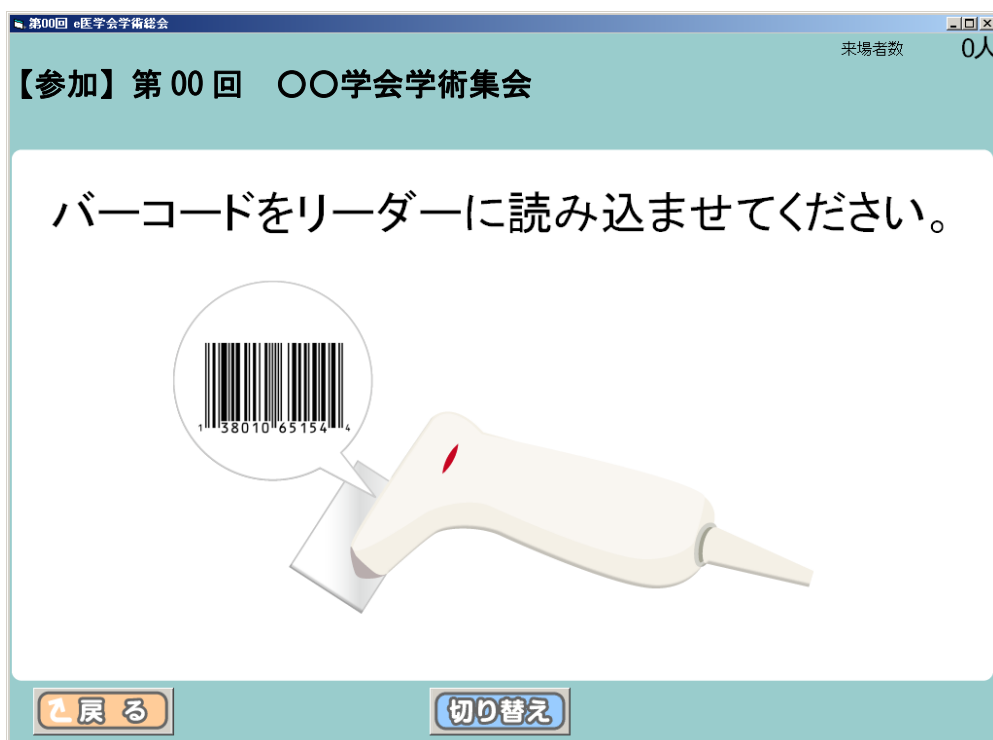 第00回 e医学会学術総会
来場者数 0人
【参加】第 00 回 〇〇学会学術集会
バーコードをリーダーに読み込ませてください。
1 38010 65154 4
戻る
切り替え